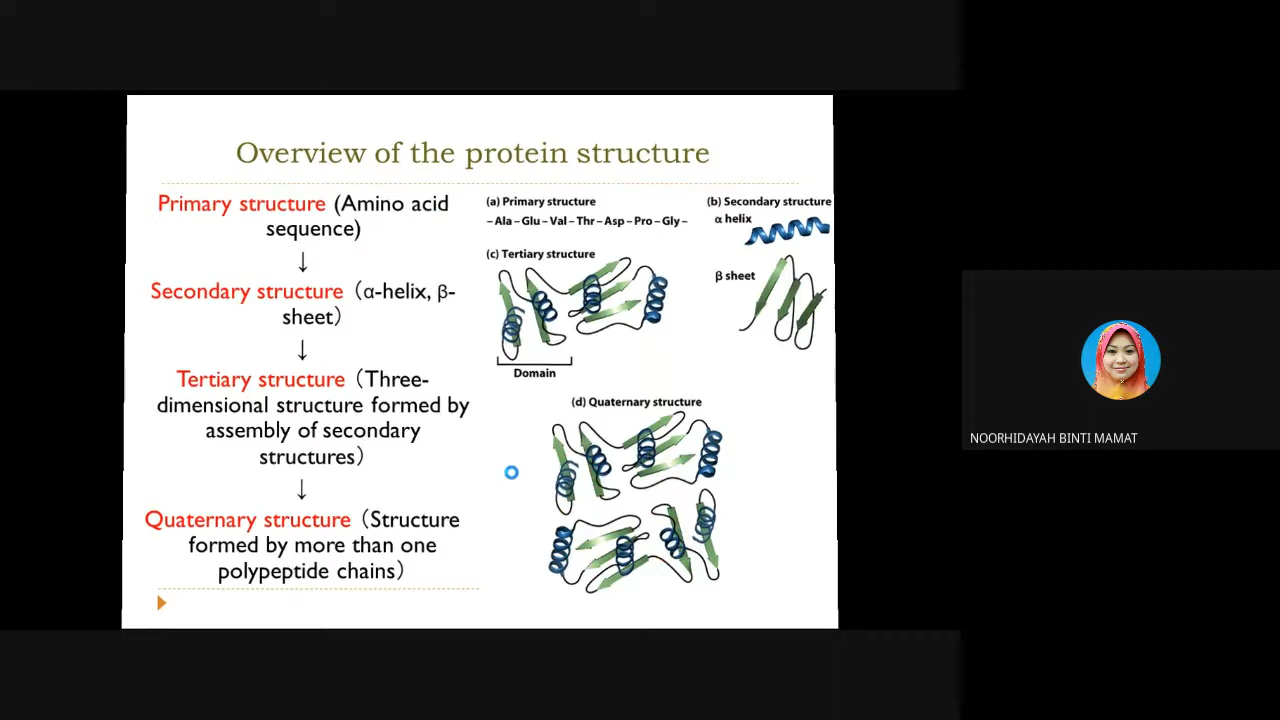 Overview of the protein structure
Primary structure (Amino acid
sequence)
↓
Secondary structure（α-helix, β-
sheet）
↓
Tertiary structure（Three-
dimensional structure formed by
assembly of secondary
structures）
↓
Quaternary structure（Structure
formed by more than one
polypeptide chains）
(a) Primary structure
– Ala – Glu – Val – Thr – Asp – Pro – Gly –
(b) Secondary structure
α helix
β sheet
(c) Tertiary structure
Domain
(d) Quaternary structure
NOORHIDAYAH BINTI MAMAT